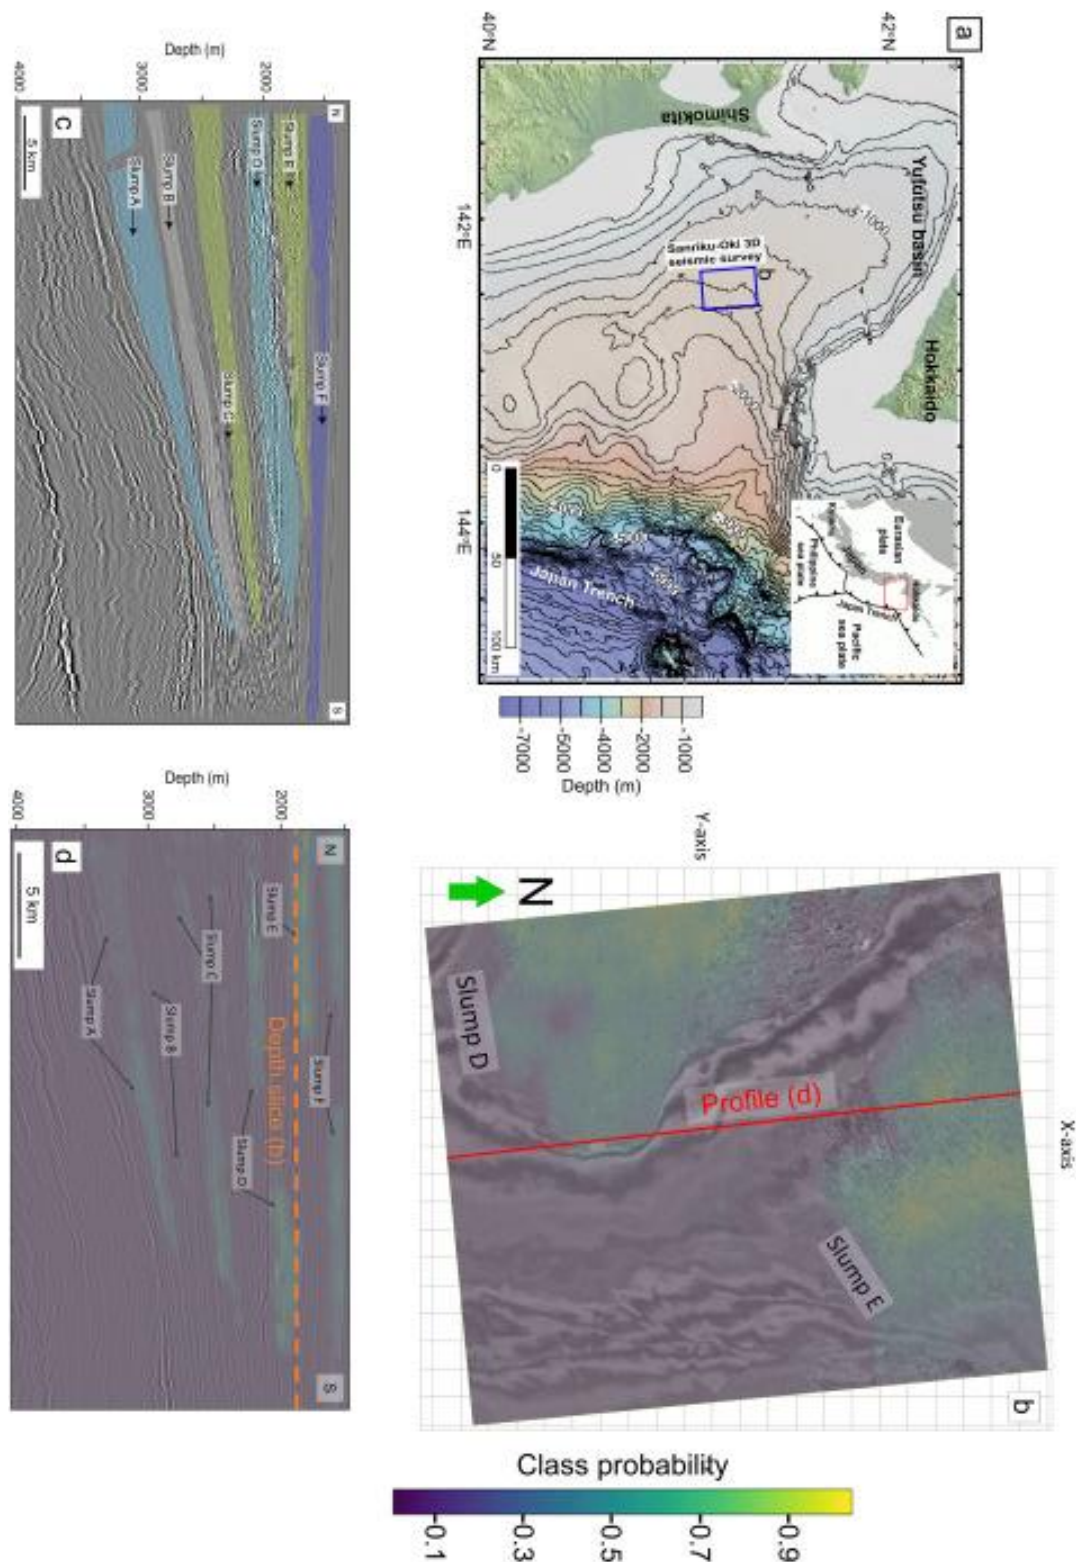 a
40°N
42°N
142°E
144°E
Shimokita
Yufutsu basin
Hokkaido
Sanriku-Oki 3D
seismic survey
b
-1000
Japan Trench
0
50
100 km
Eurasian
plate
Philippine
sea plate
Japan Trench
Pacific
sea plate
-7000
-5000
-4000
-2000
-1000
Depth (m)
b
X-axis
Y-axis
N
Slump D
Slump E
Profile (d)
Class probability
0.1
0.3
0.5
0.7
0.9
c
N
S
Depth (m)
2000
3000
4000
5 km
Slump F
Slump E
Slump D
Slump C
Slump B
Slump A
d
N
S
Depth (m)
2000
3000
4000
5 km
Slump F
Slump E
Depth slice (b)
Slump D
Slump C
Slump B
Slump A